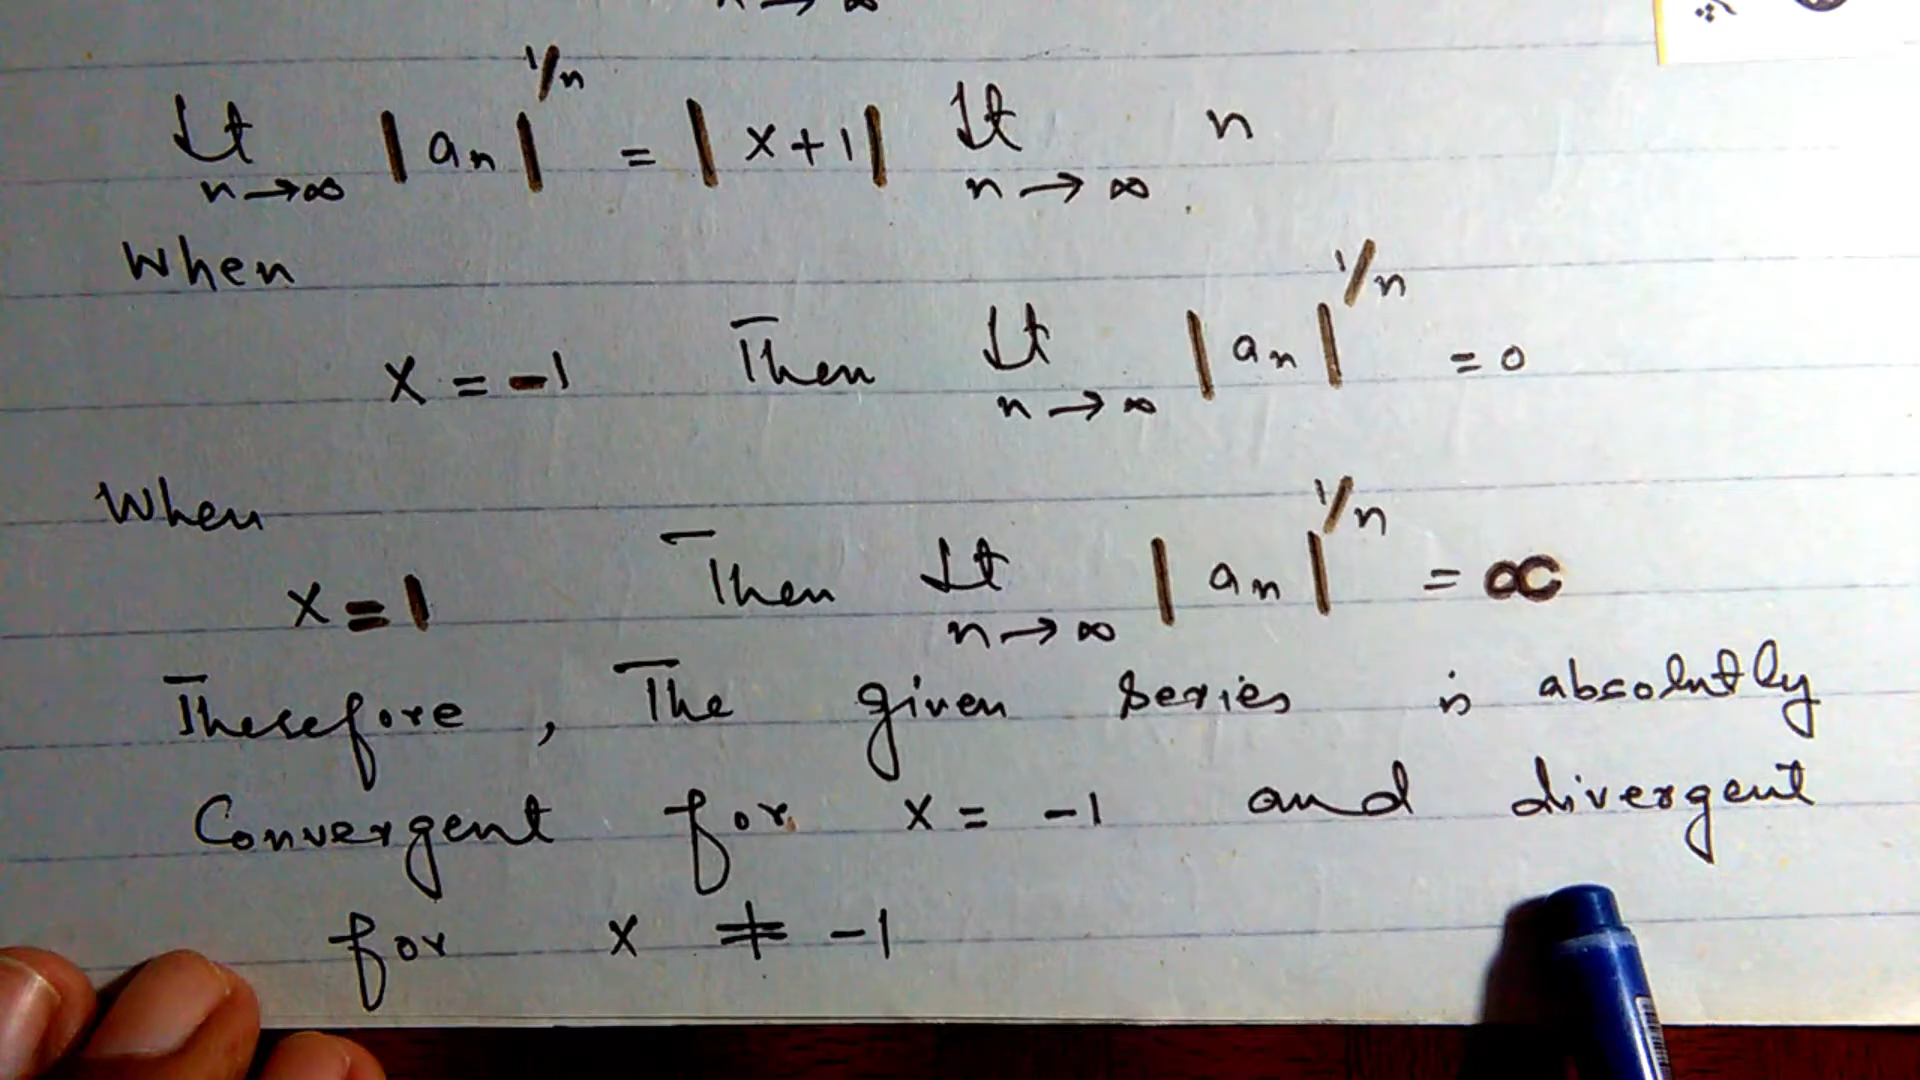 lt n→∞ |aₙ|^1/n = |x+1| lt n→∞ n
When
x = -1 Then lt n→∞ |aₙ|^1/n = 0
When
x = 1 Then lt n→∞ |aₙ|^1/n = ∞
Therefore, The given series is absolutly
Convergent for x = -1 and divergent
for x ≠ -1